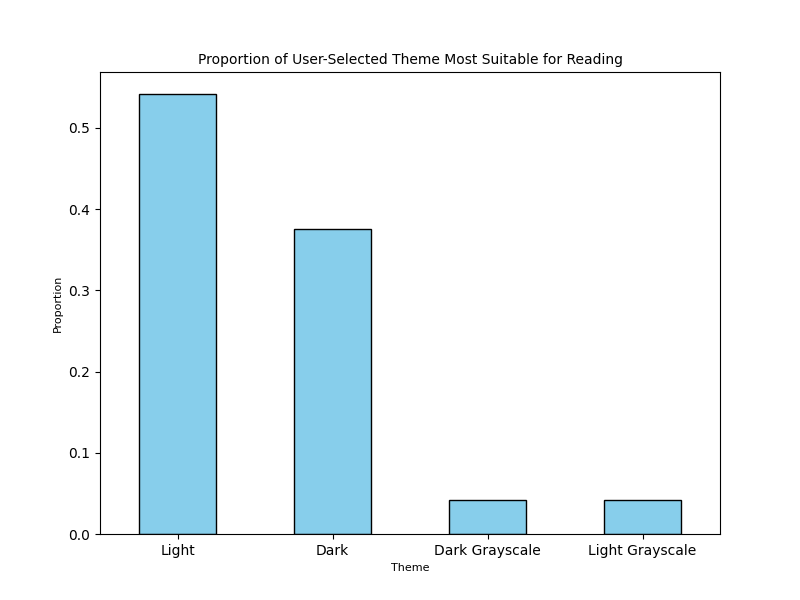 Proportion of User-Selected Theme Most Suitable for Reading
0.5
0.4
0.3
0.2
0.1
0.0
Proportion
Light Dark Dark Grayscale Light Grayscale
Theme